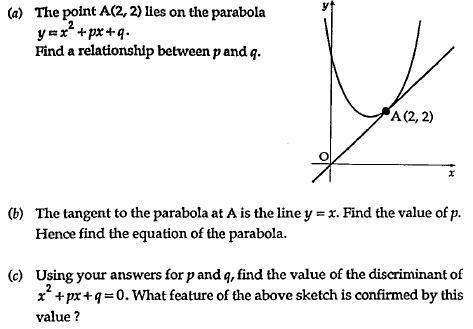 (a) The point A(2, 2) lies on the parabola
y = x² + px + q.
Find a relationship between p and q.
y
A (2, 2)
O
x
(b) The tangent to the parabola at A is the line y = x. Find the value of p.
Hence find the equation of the parabola.
(c) Using your answers for p and q, find the value of the discriminant of
x² + px + q = 0. What feature of the above sketch is confirmed by this
value ?